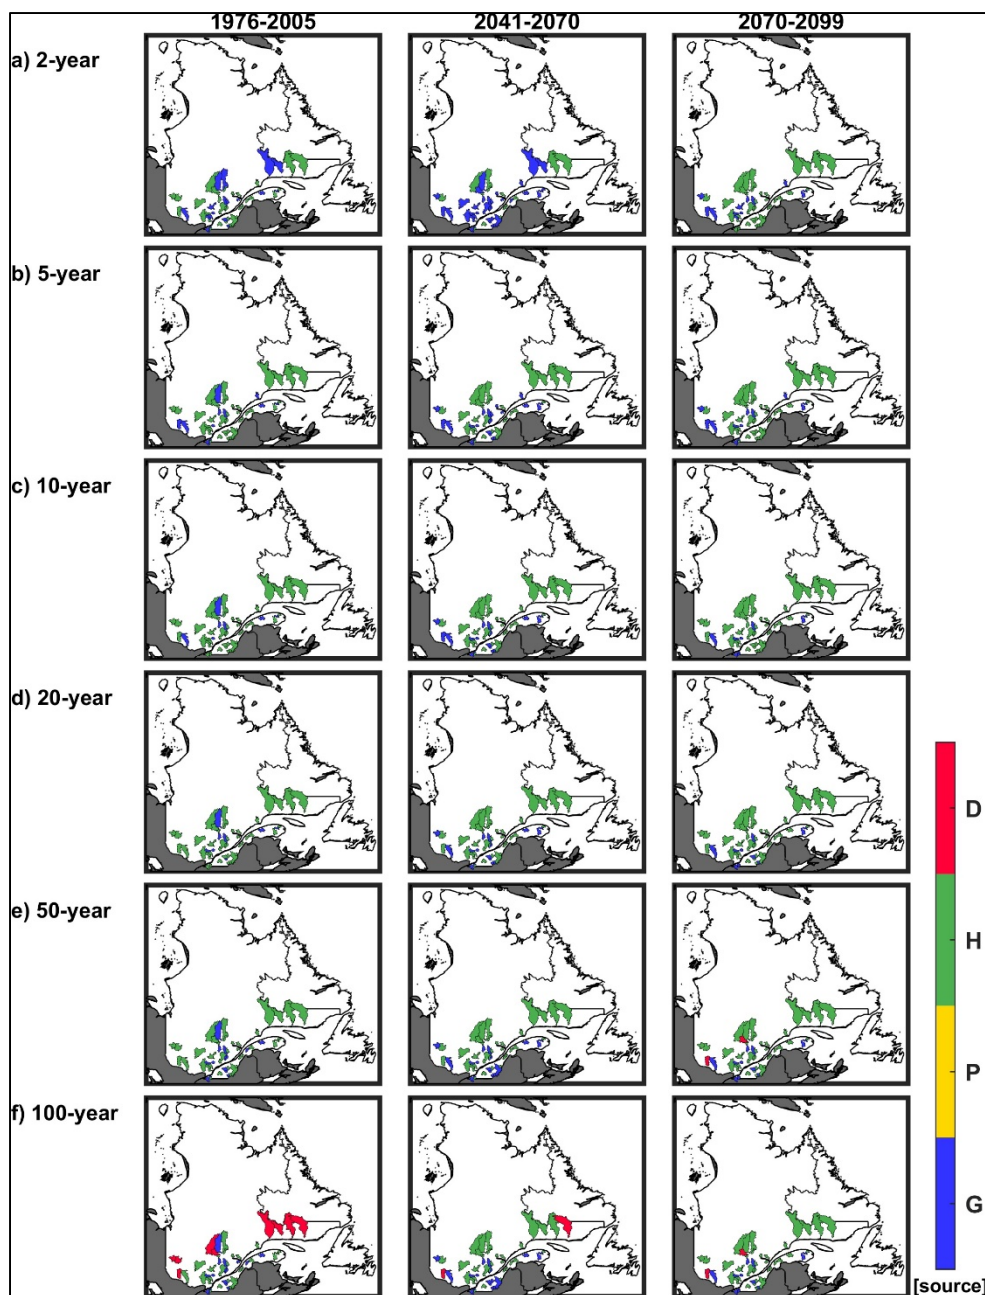 1976-2005 2041-2070 2070-2099
a) 2-year
b) 5-year
c) 10-year
d) 20-year
e) 50-year
f) 100-year
D
H
P
G
[source]